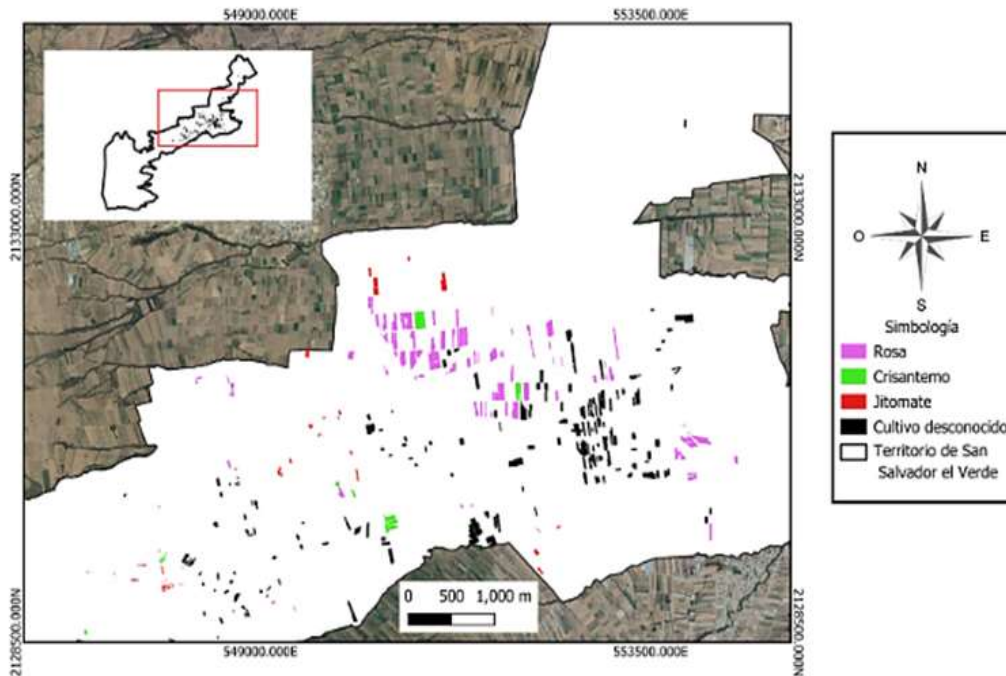 549000.000E
553500.000E
2133000.000N
2133000.000N
N
O
E
S
Simbología
Rosa
Crisantemo
Jitomate
Cultivo desconocido
Territorio de San
Salvador el Verde
0 500 1,000 m
2128500.000N
2128500.000N
549000.000E
553500.000E